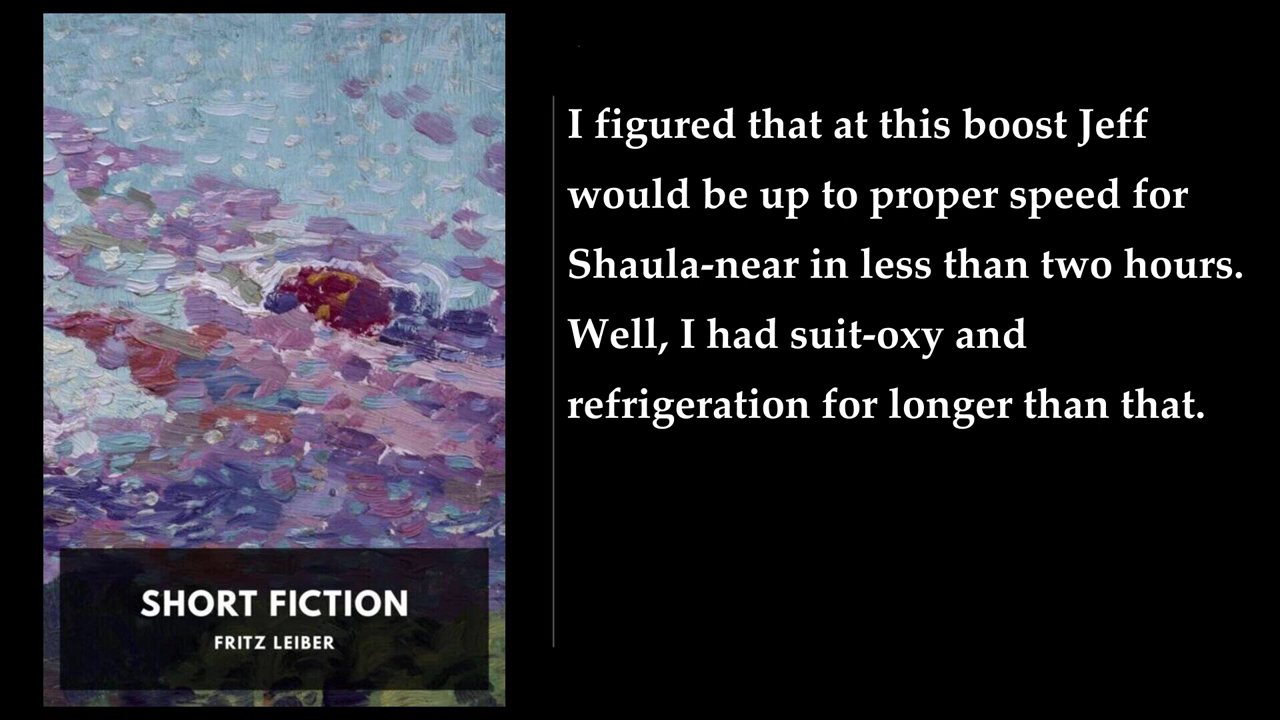 SHORT FICTION
FRITZ LEIBER
I figured that at this boost Jeff
would be up to proper speed for
Shaula-near in less than two hours.
Well, I had suit-oxy and
refrigeration for longer than that.